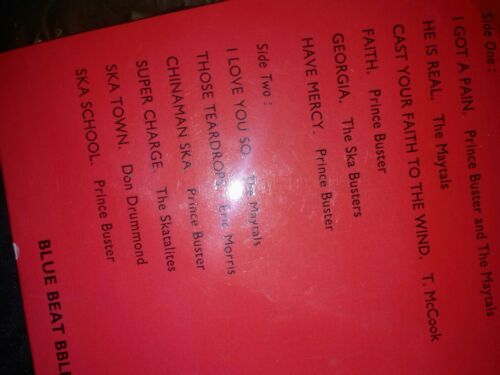 Side One :
I GOT A PAIN. Prince Buster and The Maytals
HE IS REAL. The Maytals
CAST YOUR FAITH TO THE WIND. T. McCook
FAITH. Prince Buster
GEORGIA. The Ska Busters
HAVE MERCY. Prince Buster
Side Two :
I LOVE YOU SO. The Maytals
THOSE TEARDROPS. Eric Morris
CHINAMAN SKA. Prince Buster
SUPER CHARGE. The Skatalites
SKA TOWN. Don Drummond
SKA SCHOOL. Prince Buster
BLUE BEAT BBL